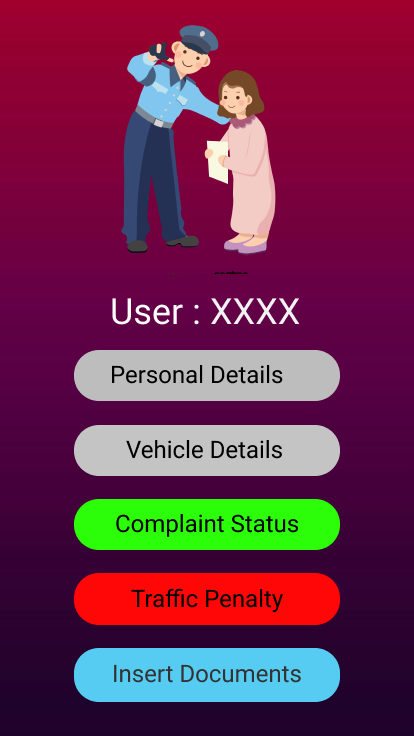 User : XXXX
Personal Details
Vehicle Details
Complaint Status
Traffic Penalty
Insert Documents